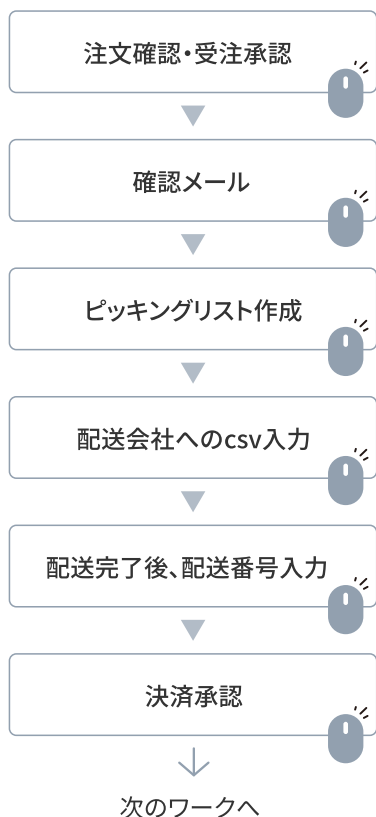 注文確認・受注承認
確認メール
ピッキングリスト作成
配送会社へのcsv入力
配送完了後、配送番号入力
決済承認
次のワークへ